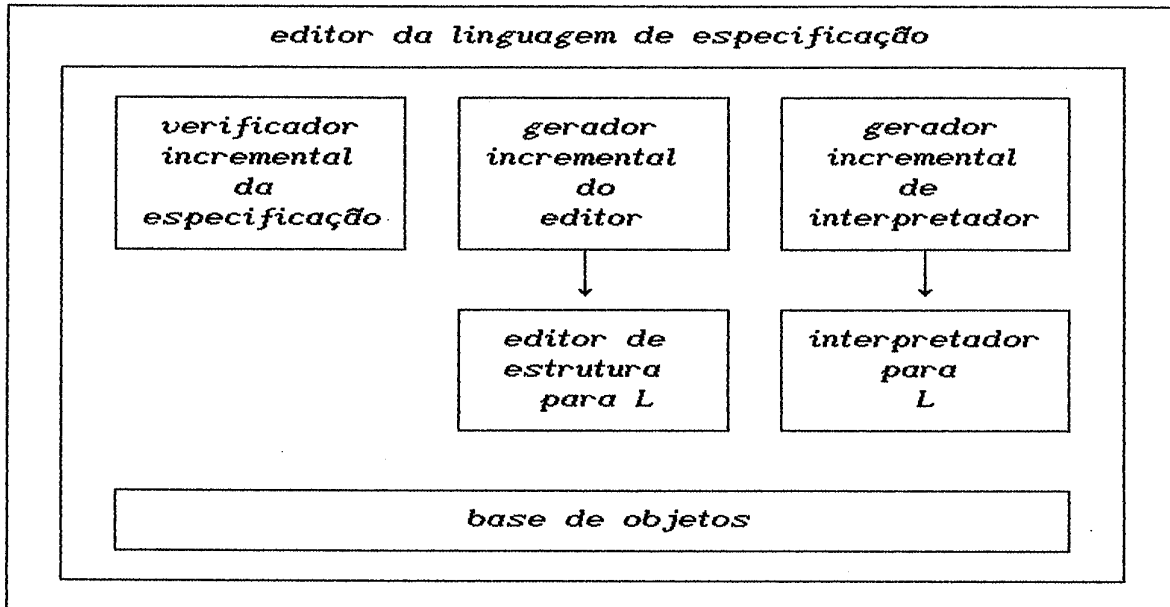 editor da linguagem de especificação
verificador
incremental
da
especificação
gerador
incremental
do
editor
gerador
incremental
de
interpretador
editor de
estrutura
para L
interpretador
para
L
base de objetos